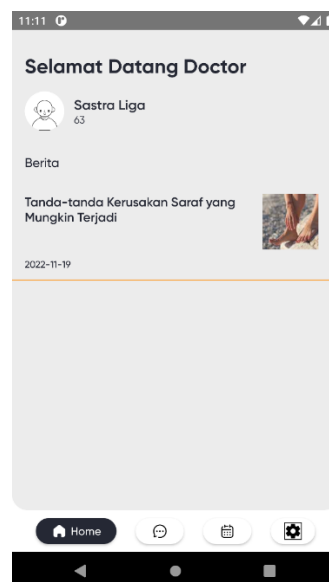 11:11
Selamat Datang Doctor
Sastra Liga
63
Berita
Tanda-tanda Kerusakan Saraf yang
Mungkin Terjadi
2022-11-19
Home